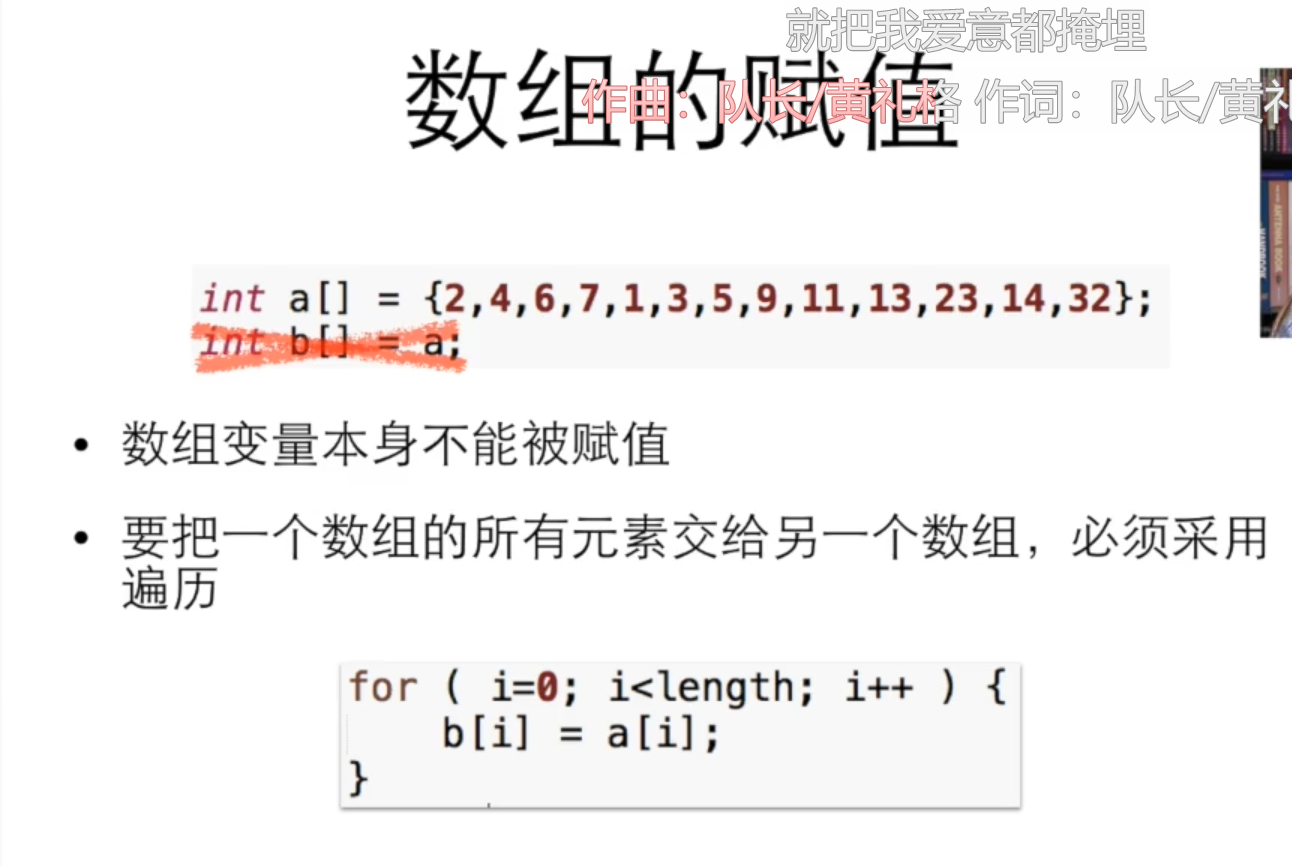 就把我爱意都掩埋
数组的赋值
作曲：队长/黄礼格 作词：队长/黄礼
int a[] = {2,4,6,7,1,3,5,9,11,13,23,14,32};
int b[] = a;
• 数组变量本身不能被赋值
• 要把一个数组的所有元素交给另一个数组，必须采用
遍历
for ( i=0; i<length; i++ ) {
b[i] = a[i];
}
ANTENNA BOOK
HANDBOOK